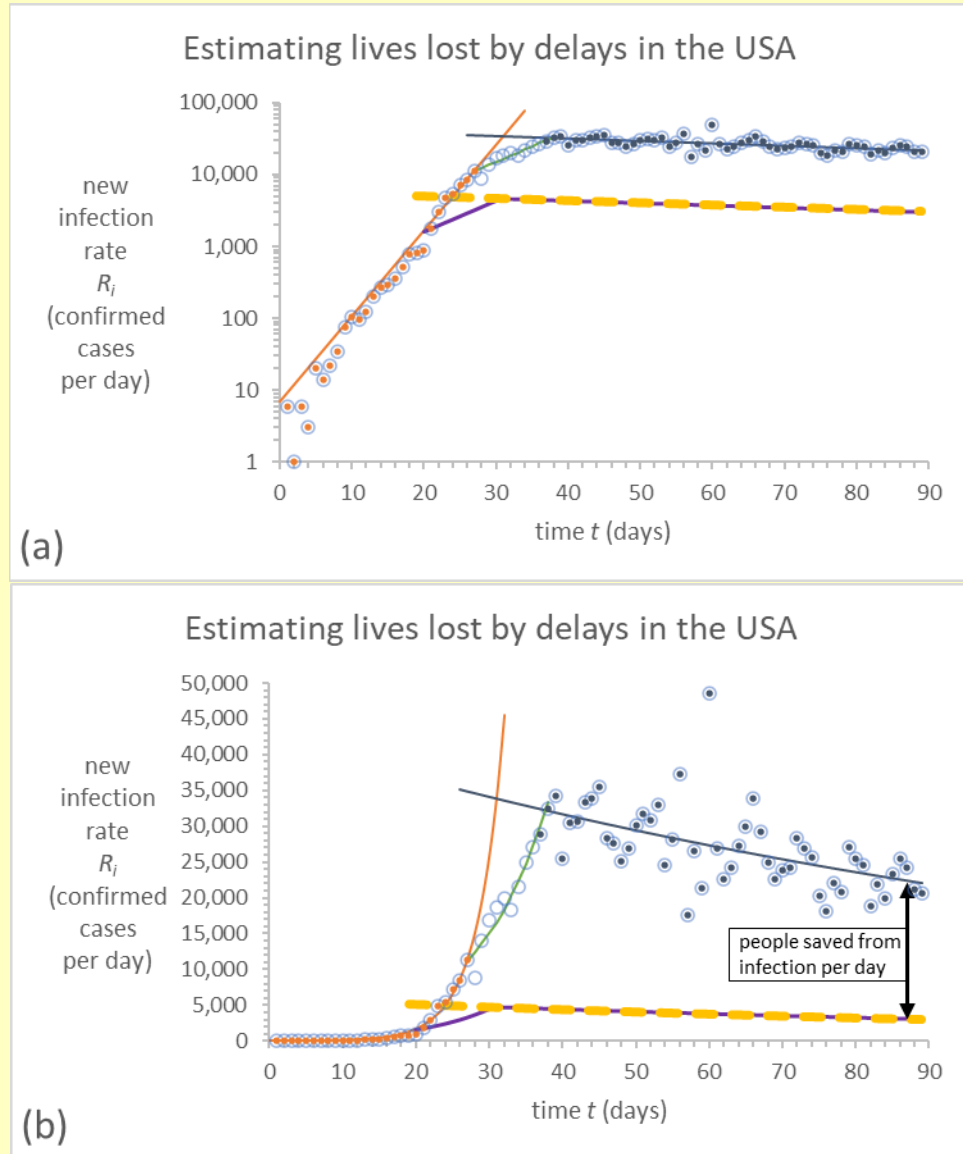 Estimating lives lost by delays in the USA
100,000
10,000
1,000
100
10
1
new
infection
rate
Ri
(confirmed
cases
per day)
0 10 20 30 40 50 60 70 80 90
time t (days)
(a)
Estimating lives lost by delays in the USA
50,000
45,000
40,000
35,000
30,000
25,000
20,000
15,000
10,000
5,000
0
new
infection
rate
Ri
(confirmed
cases
per day)
people saved from
infection per day
0 10 20 30 40 50 60 70 80 90
time t (days)
(b)